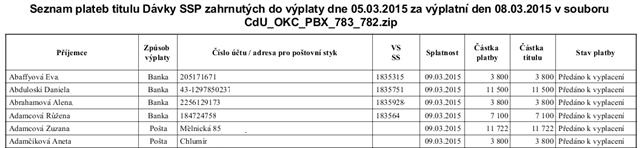 Seznam plateb titulu Dávky SSP zahrnutých do výplaty dne 05.03.2015 za výplatní den 08.03.2015 v souboru
CdU_OKC_PBX_783_782.zip
Příjemce Způsob výplaty Číslo účtu / adresa pro poštovní styk VS SS Splatnost Částka platby Částka titulu Stav platby
Abaffyová Eva Banka 205171671 1835315 09.03.2015 3 800 3 800 Předáno k vyplacení
Abduloski Daniela Banka 43-1297850237 1835751 09.03.2015 11 500 11 500 Předáno k vyplacení
Abrahamová Alena Banka 2256129173 1835928 09.03.2015 3 800 3 800 Předáno k vyplacení
Adamcová Růžena Banka 184724758 183564 09.03.2015 7 100 7 100 Předáno k vyplacení
Adamcová Zuzana Pošta Mělnická 85 09.03.2015 11 722 11 722 Předáno k vyplacení
Adamčíková Aneta Pošta Chlumír 09.03.2015 3 800 3 800 Předáno k vyplacení